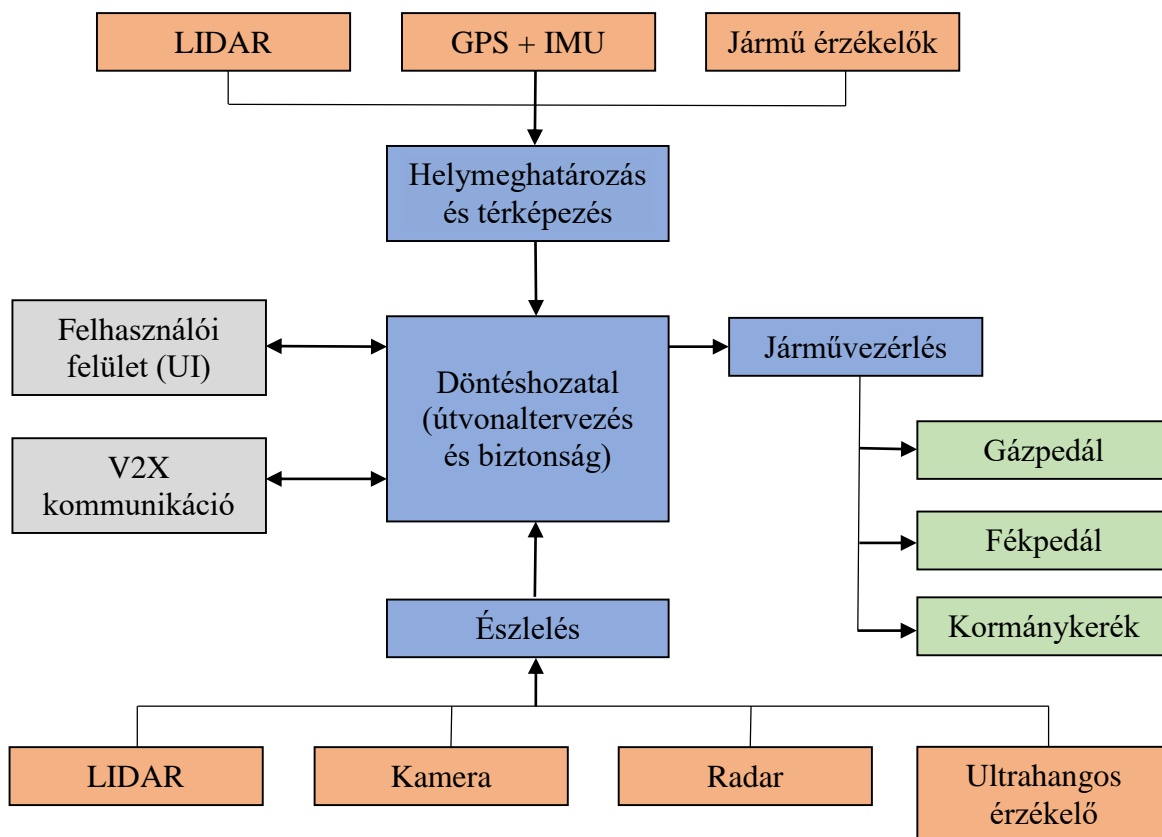 LIDAR
GPS + IMU
Jármű érzékelők
Helymeghatározás
és térképezés
Felhasználói
felület (UI)
Döntéshozatal
(útvonaltervezés
és biztonság)
Járművezérlés
V2X
kommunikáció
Gázpedál
Fékpedál
Észlelés
Kormánykerék
LIDAR
Kamera
Radar
Ultrahangos
érzékelő